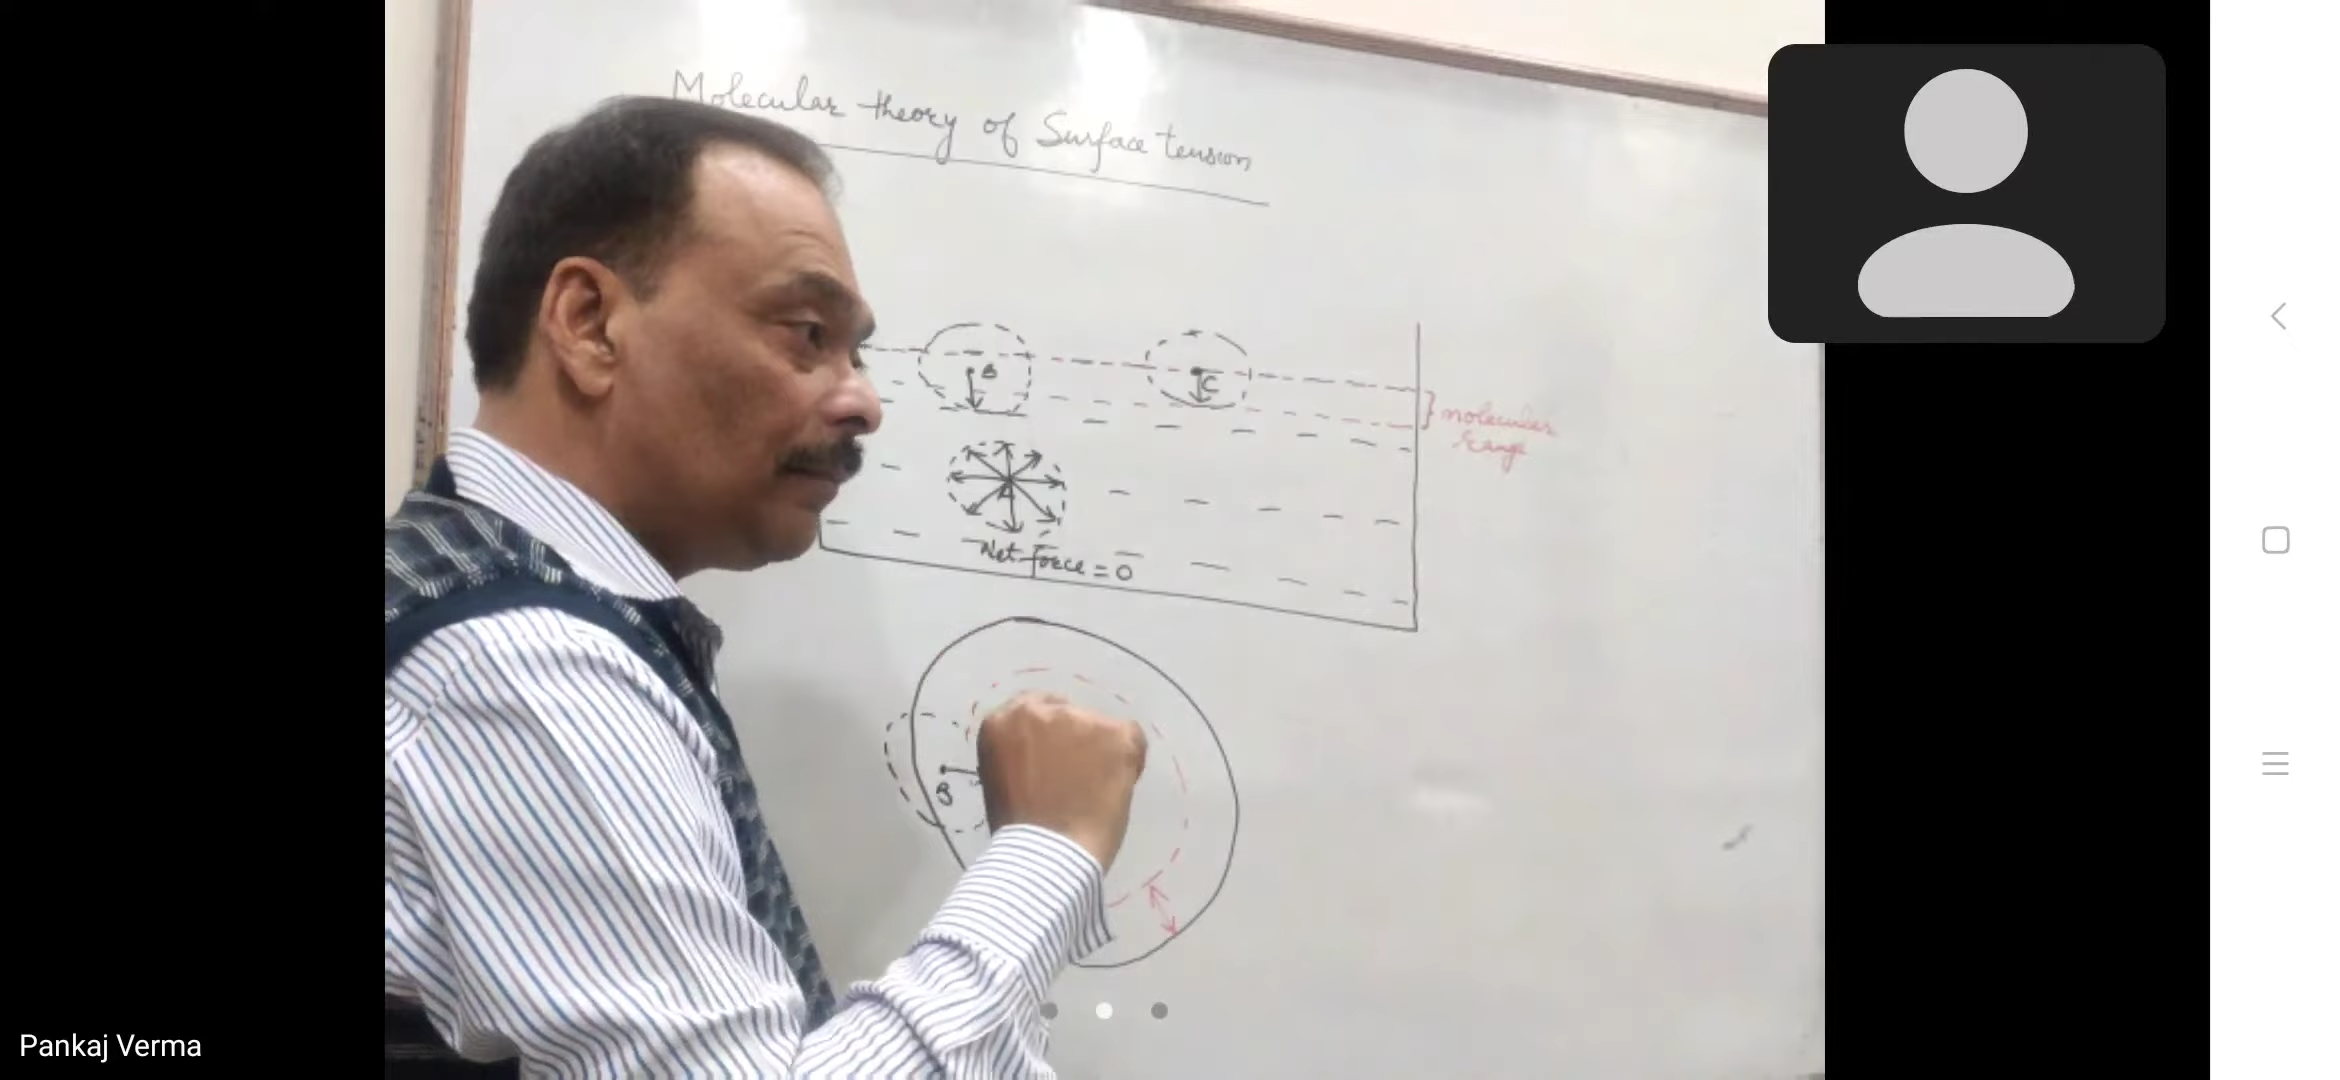 Molecular theory of Surface tension
B
C
molecular
range
A
Net force = 0
B
Pankaj Verma